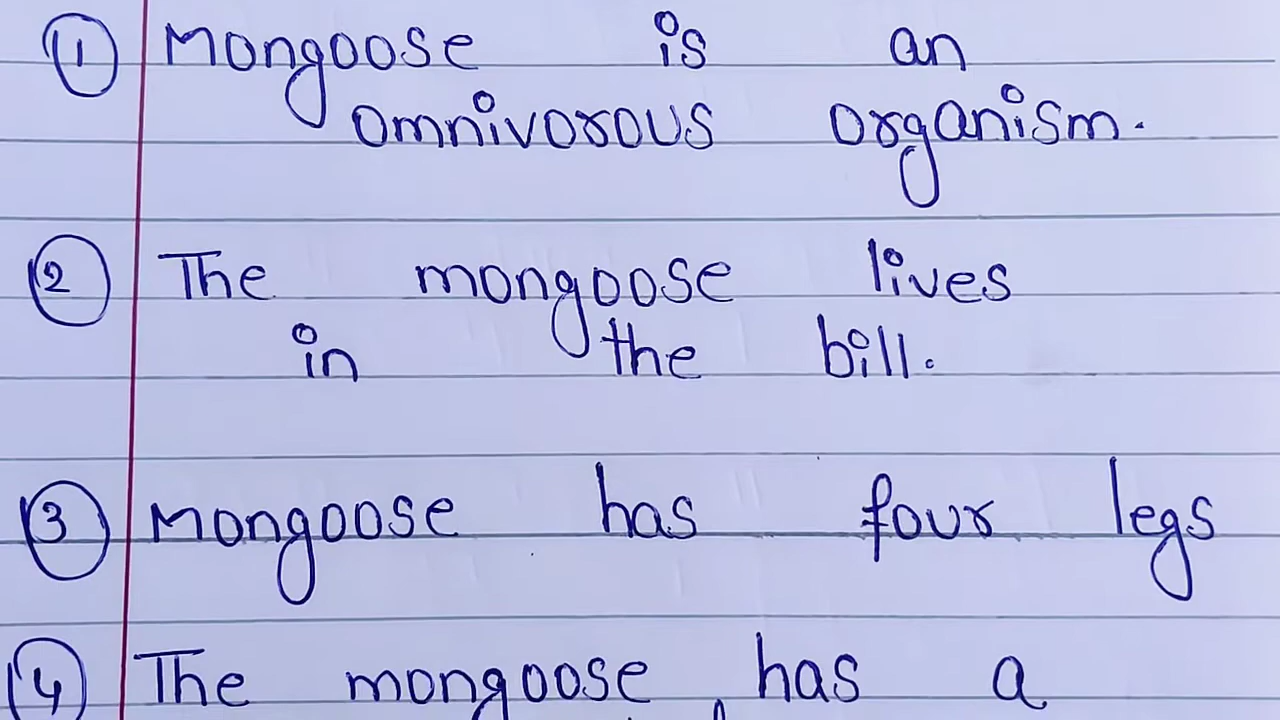 1 Mongoose is an
omnivorous organism.
2 The mongoose lives
in the bill.
3 Mongoose has four legs
4 The mongoose has a